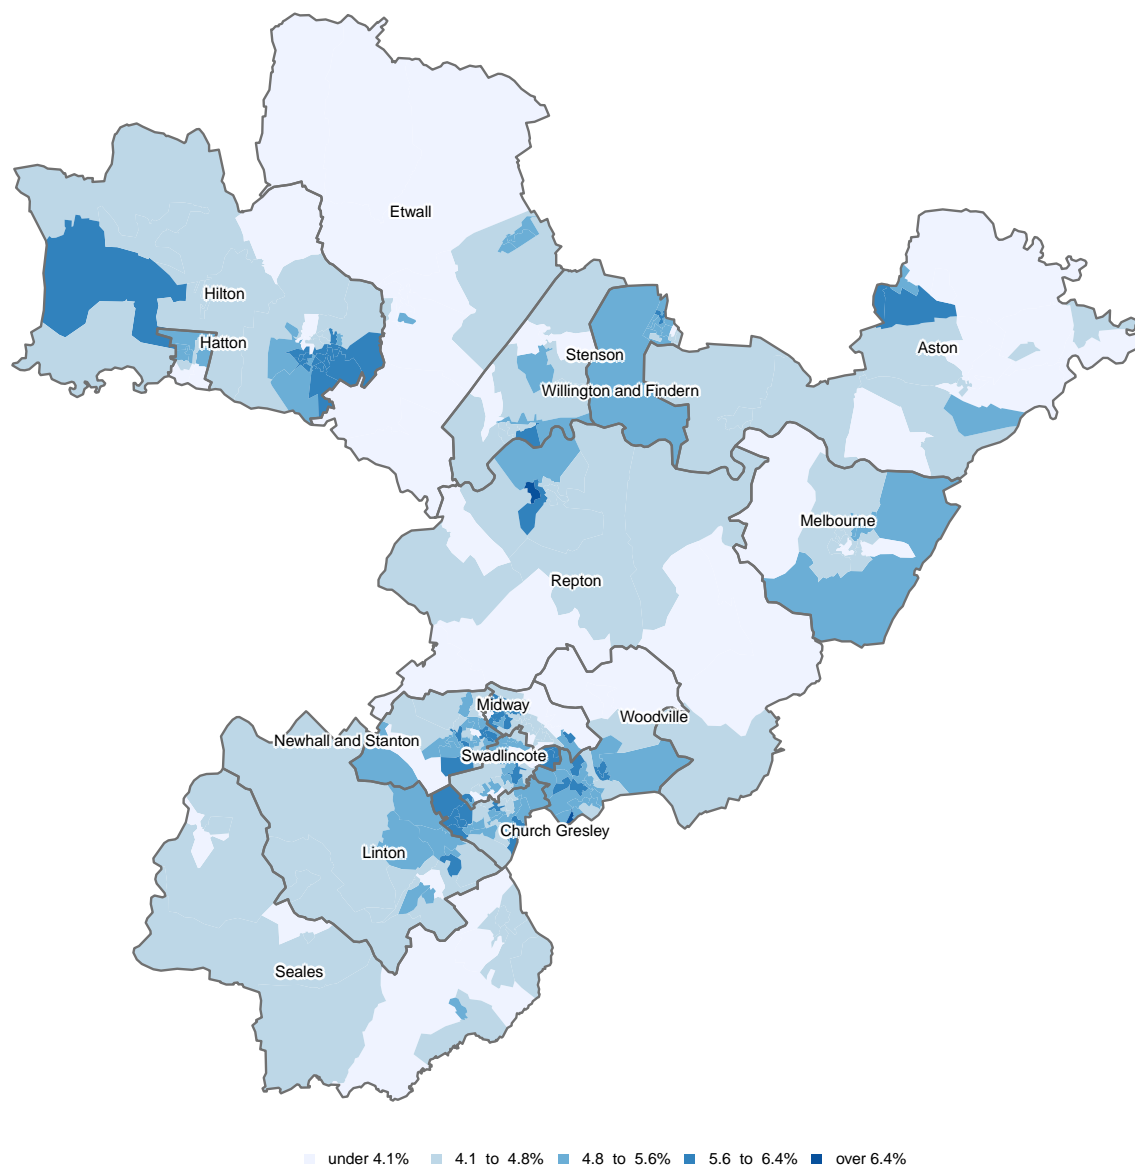 Etwall
Hilton
Hatton
Stenson
Aston
Willington and Findern
Melbourne
Repton
Midway
Woodville
Newhall and Stanton
Swadlincote
Church Gresley
Linton
Seales
under 4.1% 4.1 to 4.8% 4.8 to 5.6% 5.6 to 6.4% over 6.4%